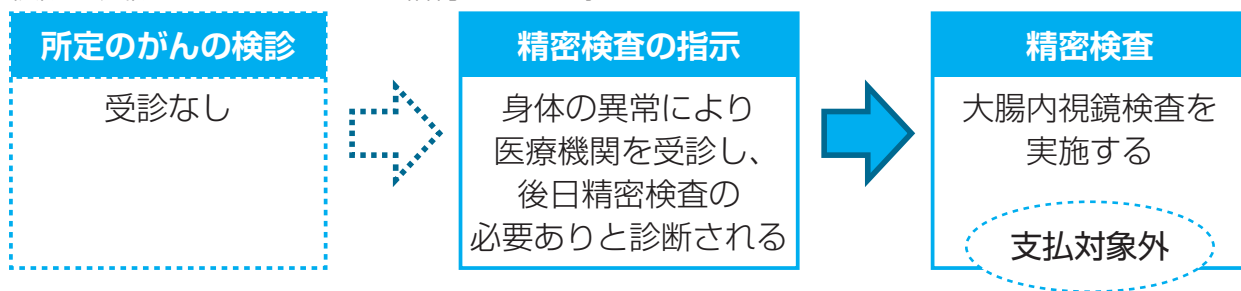 所定のがんの検診
受診なし
精密検査の指示
身体の異常により
医療機関を受診し、
後日精密検査の
必要ありと診断される
精密検査
大腸内視鏡検査を
実施する
支払対象外